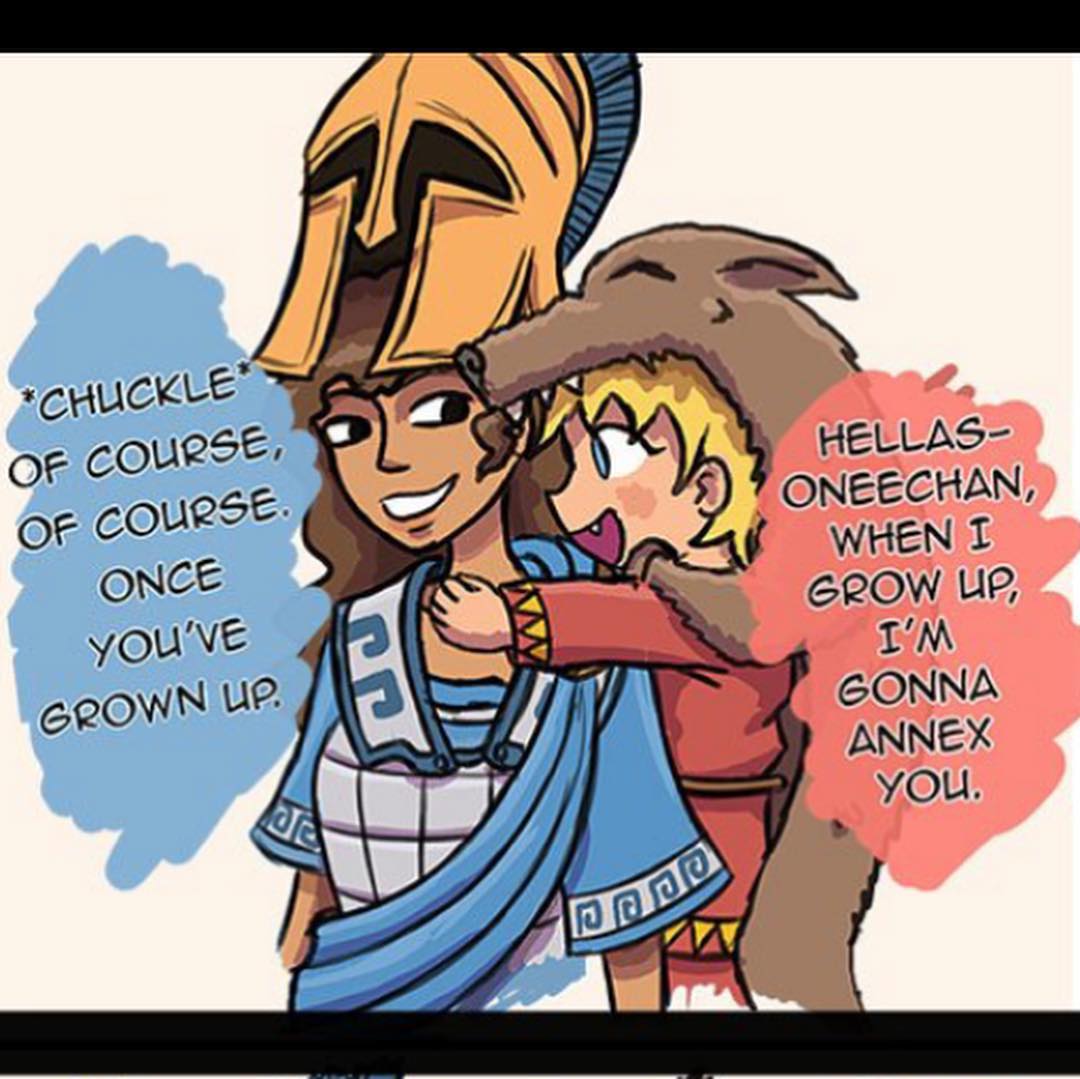 *CHUCKLE*
OF COURSE,
OF COURSE.
ONCE
YOU'VE
GROWN UP.
HELLAS-
ONEECHAN,
WHEN I
GROW UP,
I'M
GONNA
ANNEX
YOU.